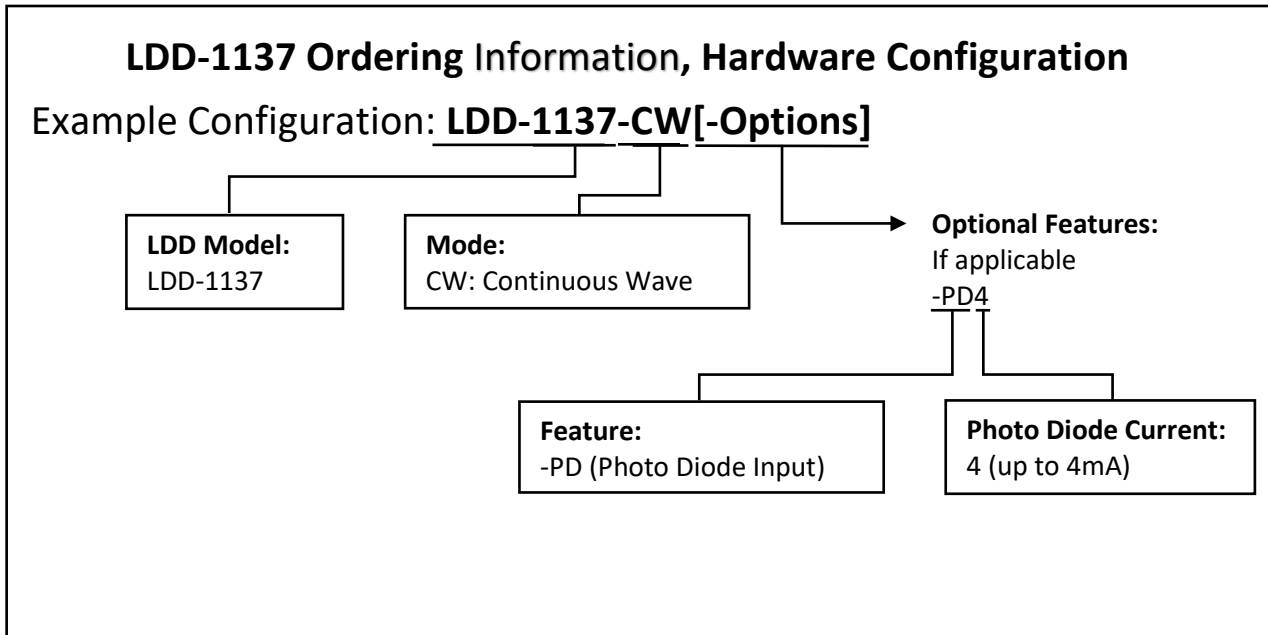 LDD-1137 Ordering Information, Hardware Configuration
Example Configuration: LDD-1137-CW[-Options]
LDD Model:
LDD-1137
Mode:
CW: Continuous Wave
Optional Features:
If applicable
-PD4
Feature:
-PD (Photo Diode Input)
Photo Diode Current:
4 (up to 4mA)